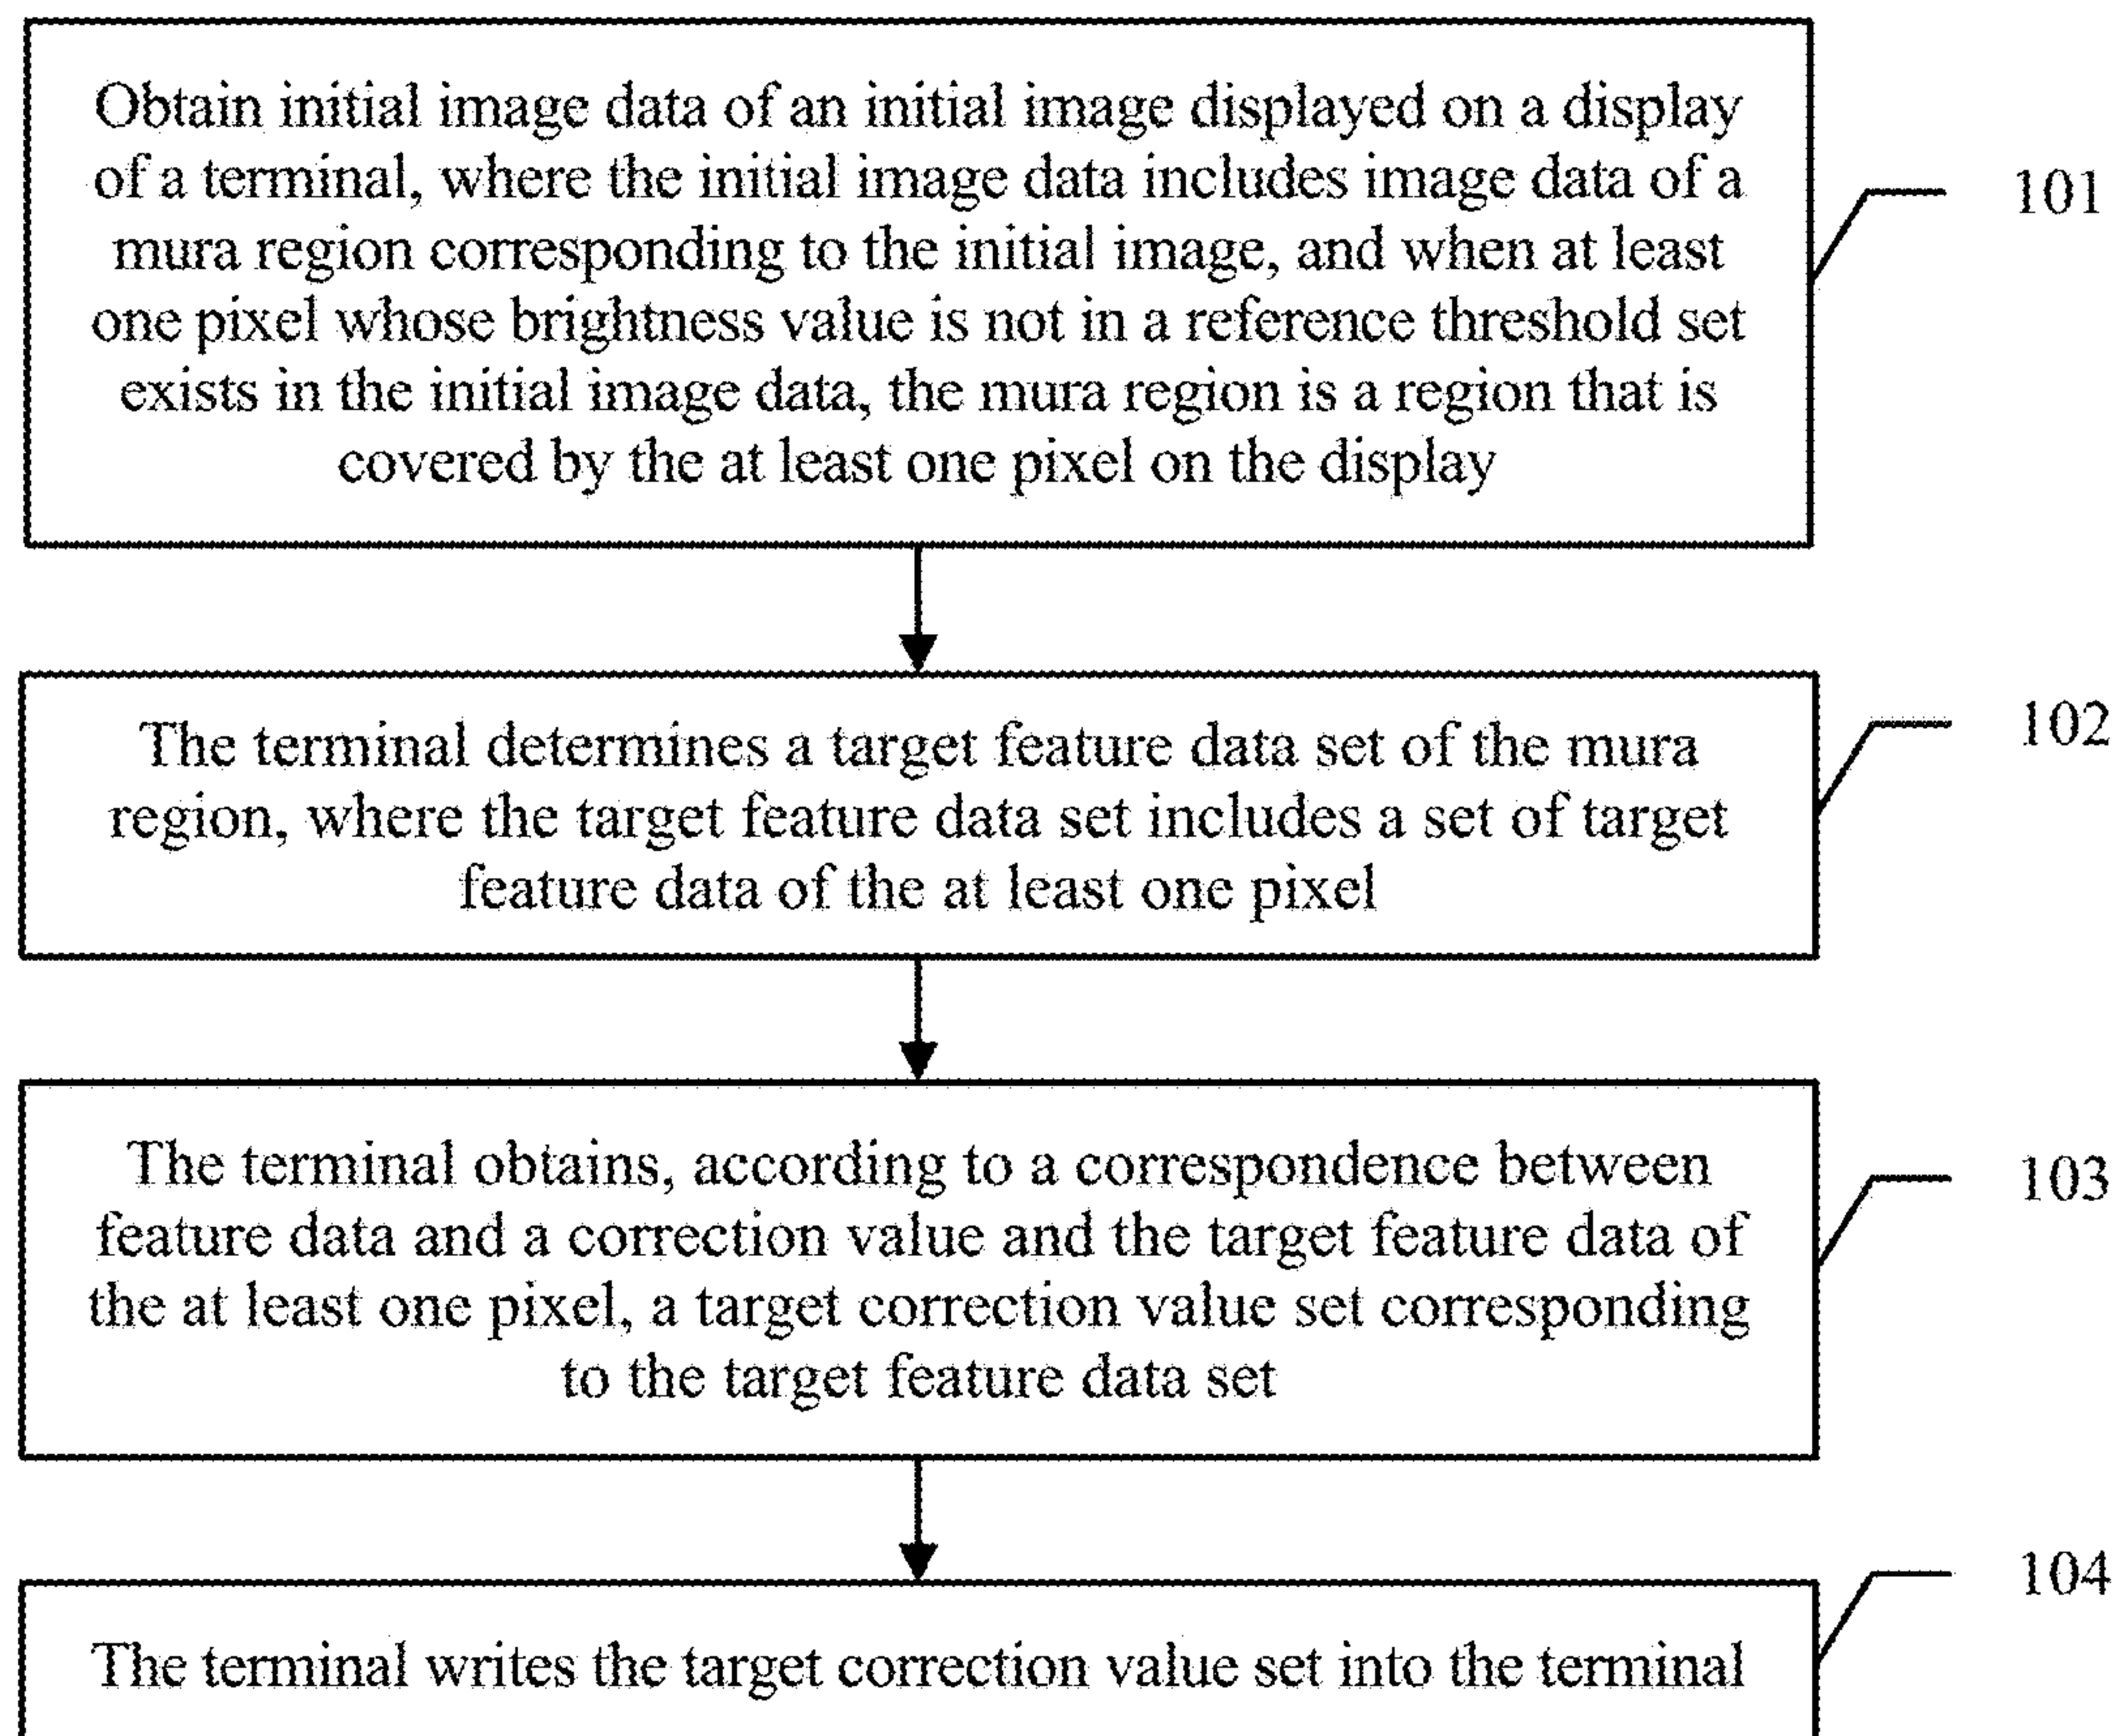 Obtain initial image data of an initial image displayed on a display
of a terminal, where the initial image data includes image data of a
mura region corresponding to the initial image, and when at least
one pixel whose brightness value is not in a reference threshold set
exists in the initial image data, the mura region is a region that is
covered by the at least one pixel on the display
101
The terminal determines a target feature data set of the mura
region, where the target feature data set includes a set of target
feature data of the at least one pixel
102
The terminal obtains, according to a correspondence between
feature data and a correction value and the target feature data of
the at least one pixel, a target correction value set corresponding
to the target feature data set
103
The terminal writes the target correction value set into the terminal
104